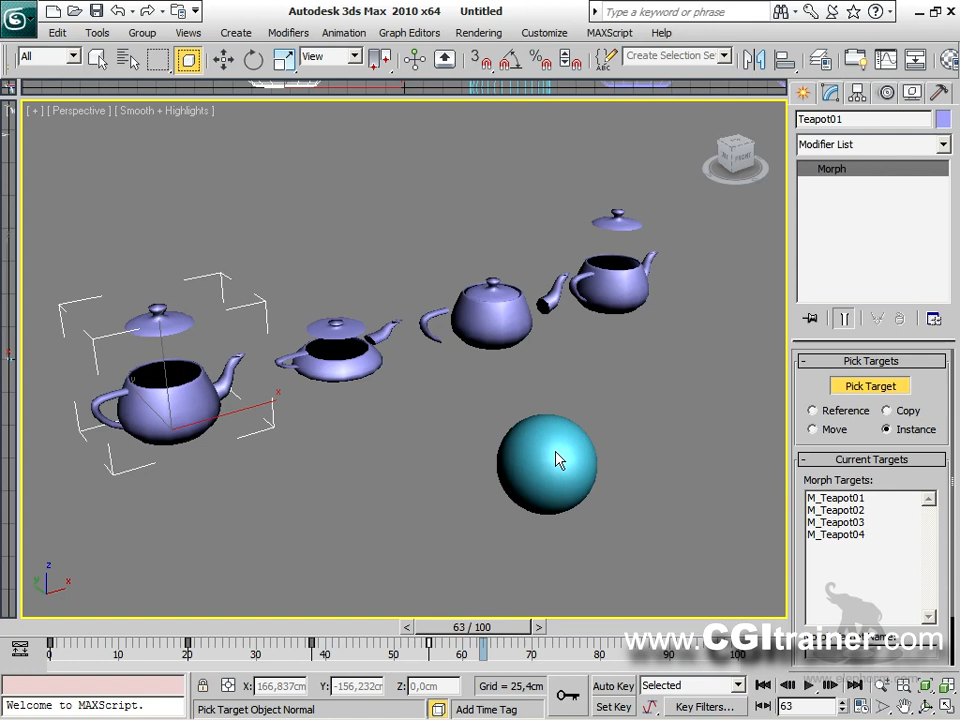 Autodesk 3ds Max 2010 x64 Untitled
Type a keyword or phrase
Edit Tools Group Views Create Modifiers Animation Graph Editors Rendering Customize MAXScript Help
All
View
3
Create Selection Se
[ + ] [ Perspective ] [ Smooth + Highlights ]
Teapot01
Modifier List
Morph
FRONT
Pick Targets
Pick Target
Reference Copy
Move Instance
Current Targets
Morph Targets:
M_Teapot01
M_Teapot02
M_Teapot03
M_Teapot04
x
z
y x
< 63 / 100 >
www.CGItrainer.com
0 10 20 30 40 50 60 70 80 90 100
X: 166,837cm Y: -156,232cm Z: 0,0cm Grid = 25,4cm
Auto Key Selected
Welcome to MAXScript.
Pick Target Object Normal
Add Time Tag
Set Key Key Filters... 63